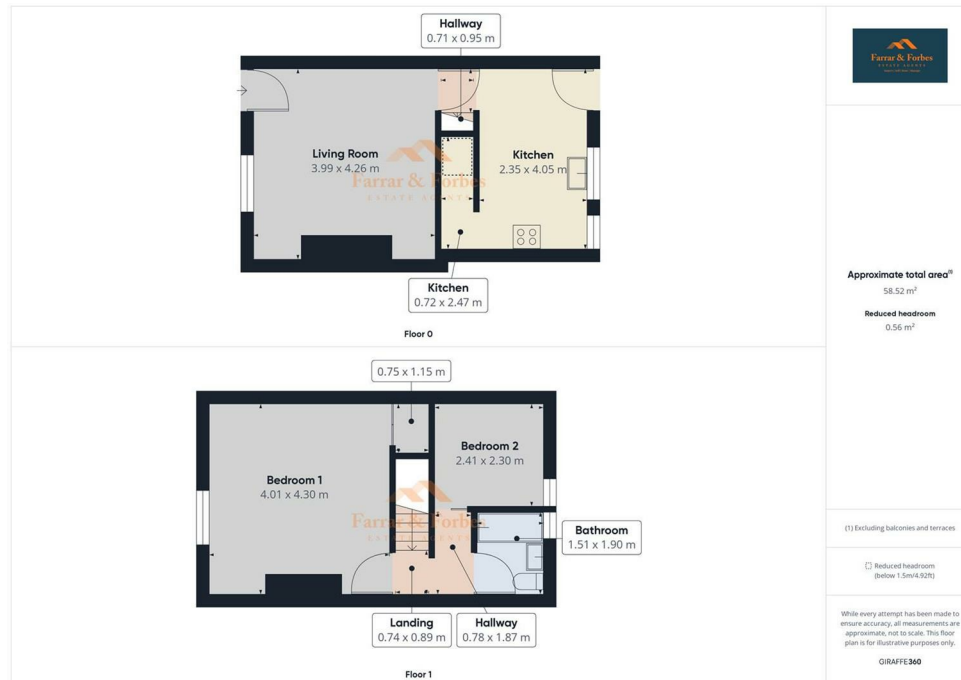 Hallway
0.71 x 0.95 m
Living Room
3.99 x 4.26 m
Kitchen
2.35 x 4.05 m
Farrar & Forbes
ESTATE AGENTS
Kitchen
0.72 x 2.47 m
Floor 0
0.75 x 1.15 m
Bedroom 2
2.41 x 2.30 m
Bedroom 1
4.01 x 4.30 m
Farrar & Forbes
ESTATE AGENTS
Bathroom
1.51 x 1.90 m
Landing
0.74 x 0.89 m
Hallway
0.78 x 1.87 m
Floor 1
Farrar & Forbes
ESTATE AGENTS
Approximate total area(1)
58.52 m²
Reduced headroom
0.56 m²
(1) Excluding balconies and terraces
Reduced headroom
(below 1.5m/4.92ft)
While every attempt has been made to
ensure accuracy, all measurements are
approximate, not to scale. This floor
plan is for illustrative purposes only.
GIRAFFE360